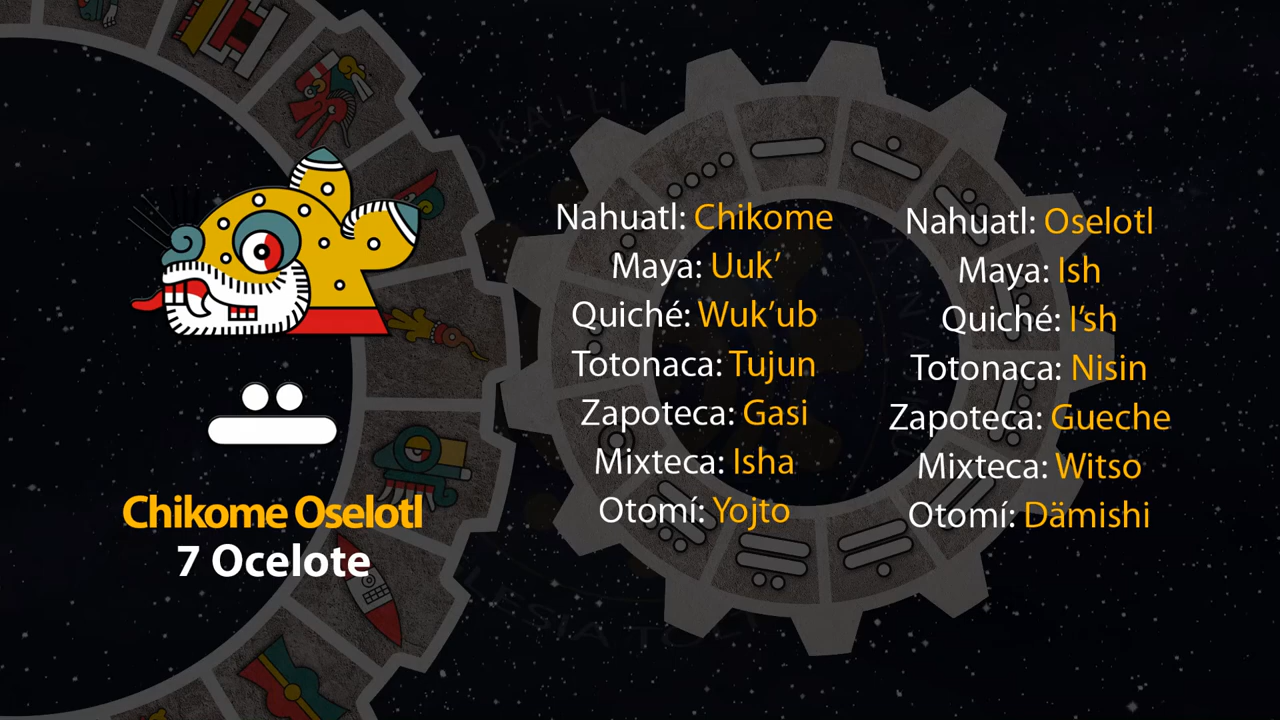 Chikome Oselotl
7 Ocelote
Nahuatl: Chikome
Maya: Uuk’
Quiché: Wuk’ub
Totonaca: Tujun
Zapoteca: Gasi
Mixteca: Isha
Otomí: Yojto
Nahuatl: Oselotl
Maya: Ish
Quiché: I’sh
Totonaca: Nisin
Zapoteca: Gueche
Mixteca: Witso
Otomí: Dämishi